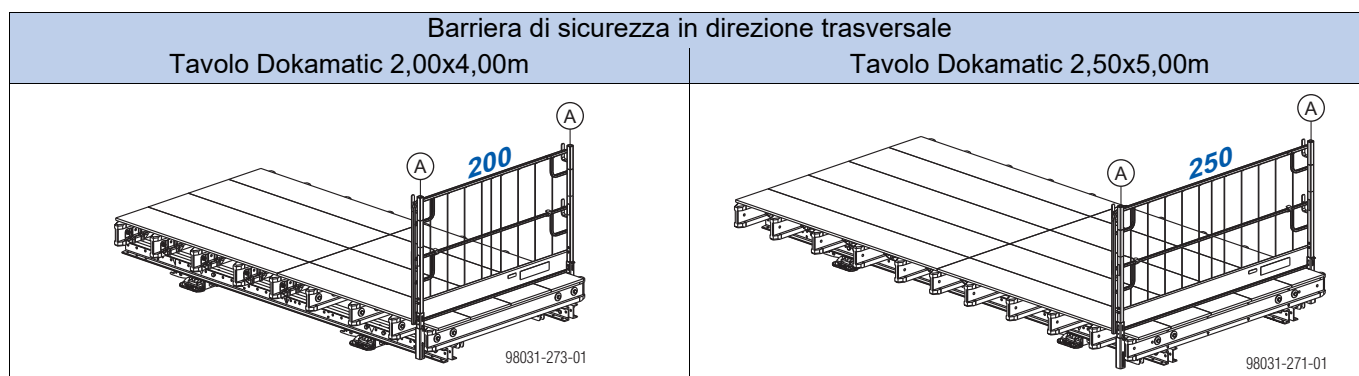 Barriera di sicurezza in direzione trasversale
Tavolo Dokamatic 2,00x4,00m
Tavolo Dokamatic 2,50x5,00m
A
A
200
98031-273-01
A
A
250
98031-271-01